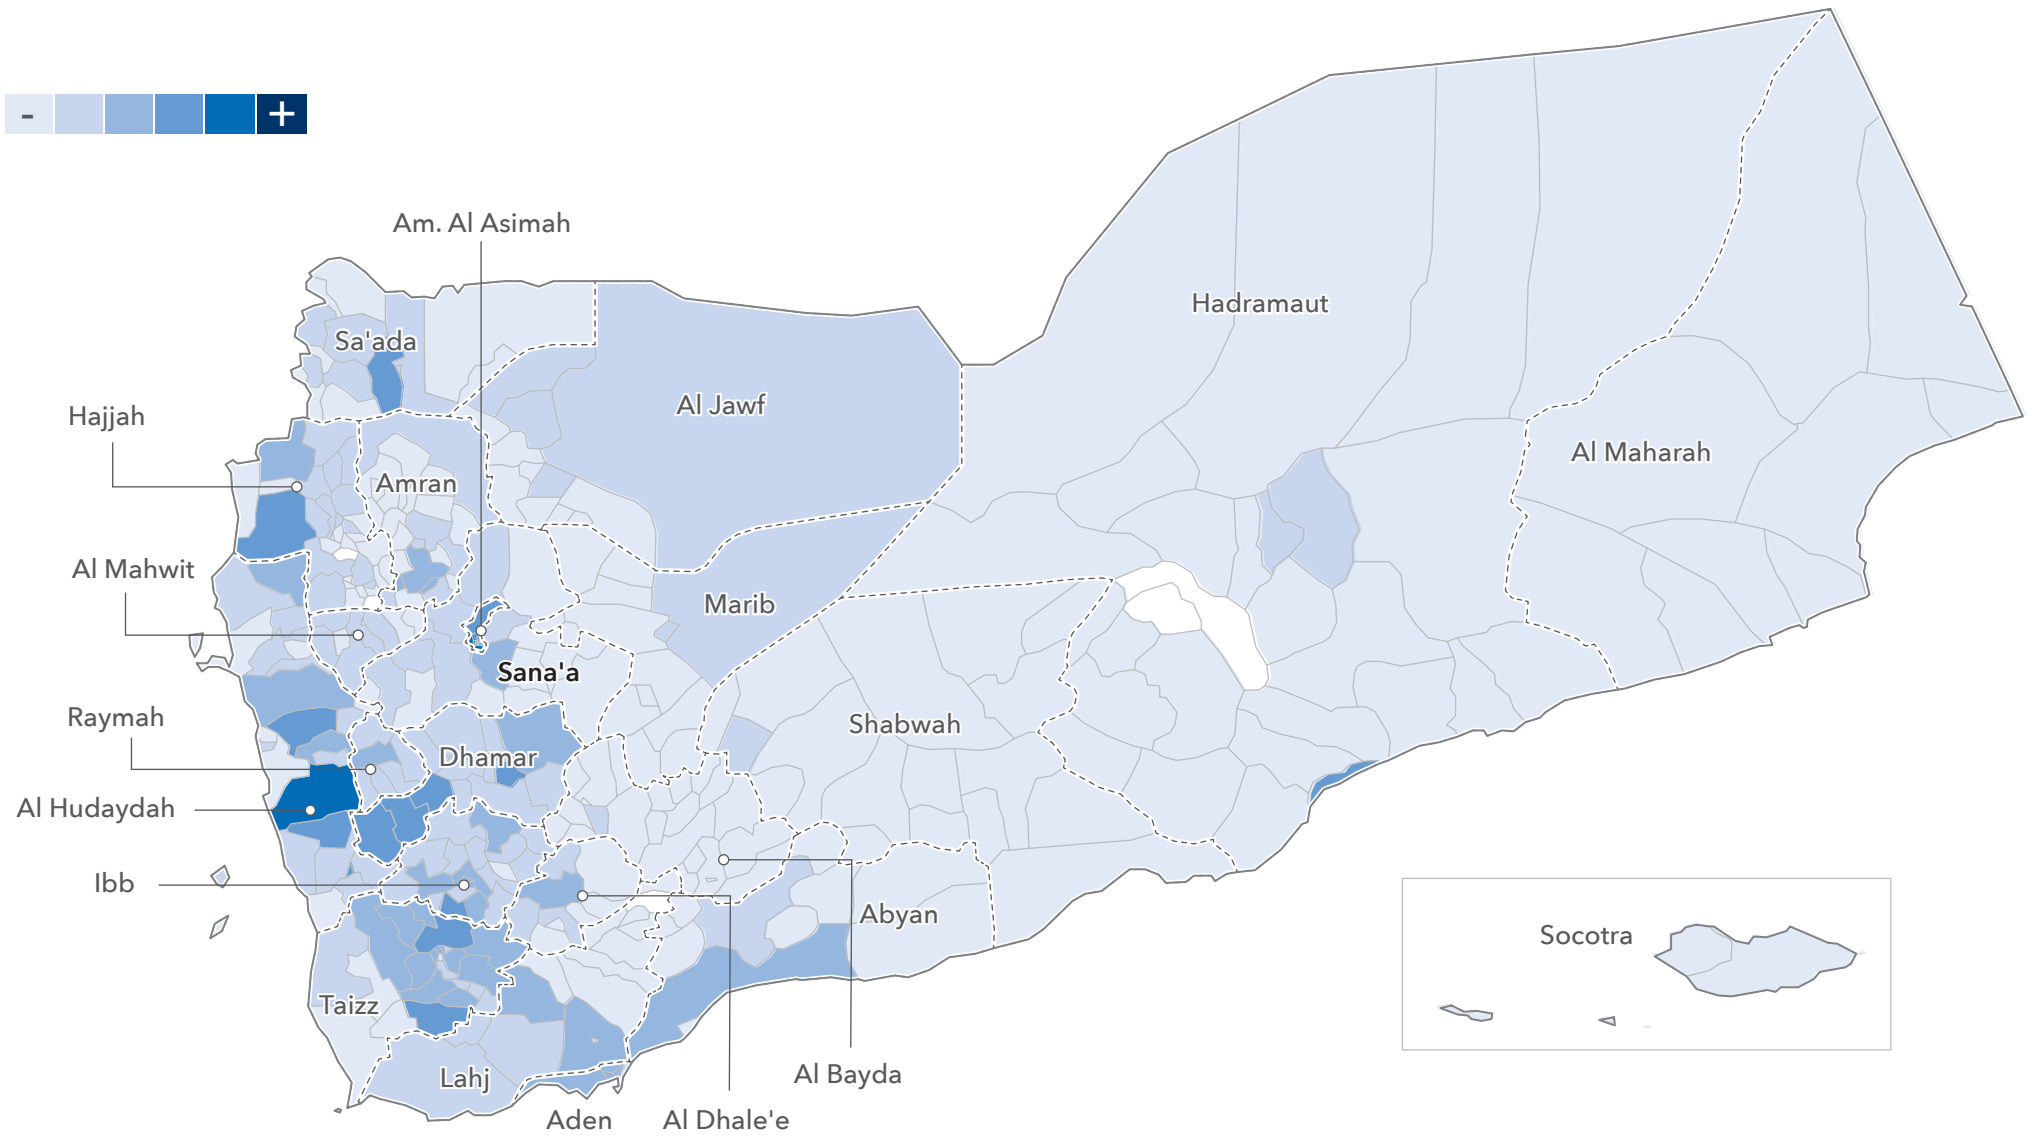 - +
Am. Al Asimah
Hadramaut
Sa'ada
Al Jawf
Hajjah
Al Maharah
Amran
Al Mahwit
Marib
Sana'a
Raymah
Shabwah
Dhamar
Al Hudaydah
Ibb
Abyan
Socotra
Taizz
Lahj
Al Bayda
Aden
Al Dhale'e